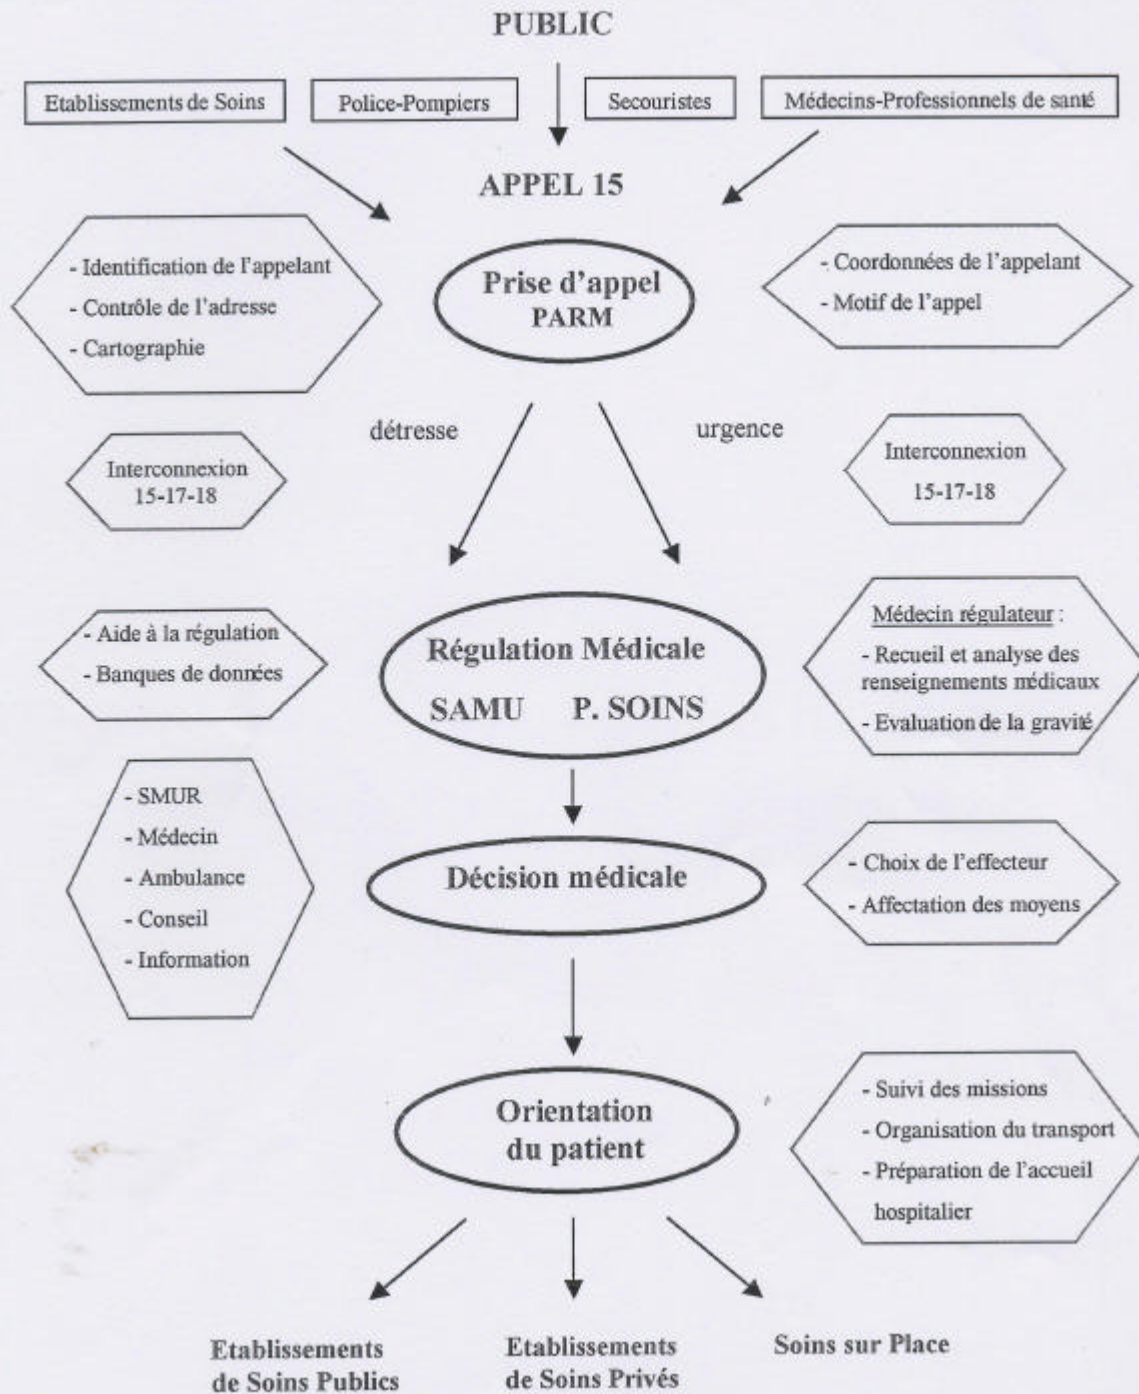 PUBLIC
Etablissements de Soins
Police-Pompiers
Secouristes
Médecins-Professionnels de santé
APPEL 15
- Identification de l'appelant
- Contrôle de l'adresse
- Cartographie
Prise d'appel
PARM
- Coordonnées de l'appelant
- Motif de l'appel
détresse
urgence
Interconnexion
15-17-18
Interconnexion
15-17-18
- Aide à la régulation
- Banques de données
Régulation Médicale
SAMU P. SOINS
Médecin régulateur :
- Recueil et analyse des
renseignements médicaux
- Evaluation de la gravité
- SMUR
- Médecin
- Ambulance
- Conseil
- Information
Décision médicale
- Choix de l'effecteur
- Affectation des moyens
Orientation
du patient
- Suivi des missions
- Organisation du transport
- Préparation de l'accueil
hospitalier
Etablissements
de Soins Publics
Etablissements
de Soins Privés
Soins sur Place